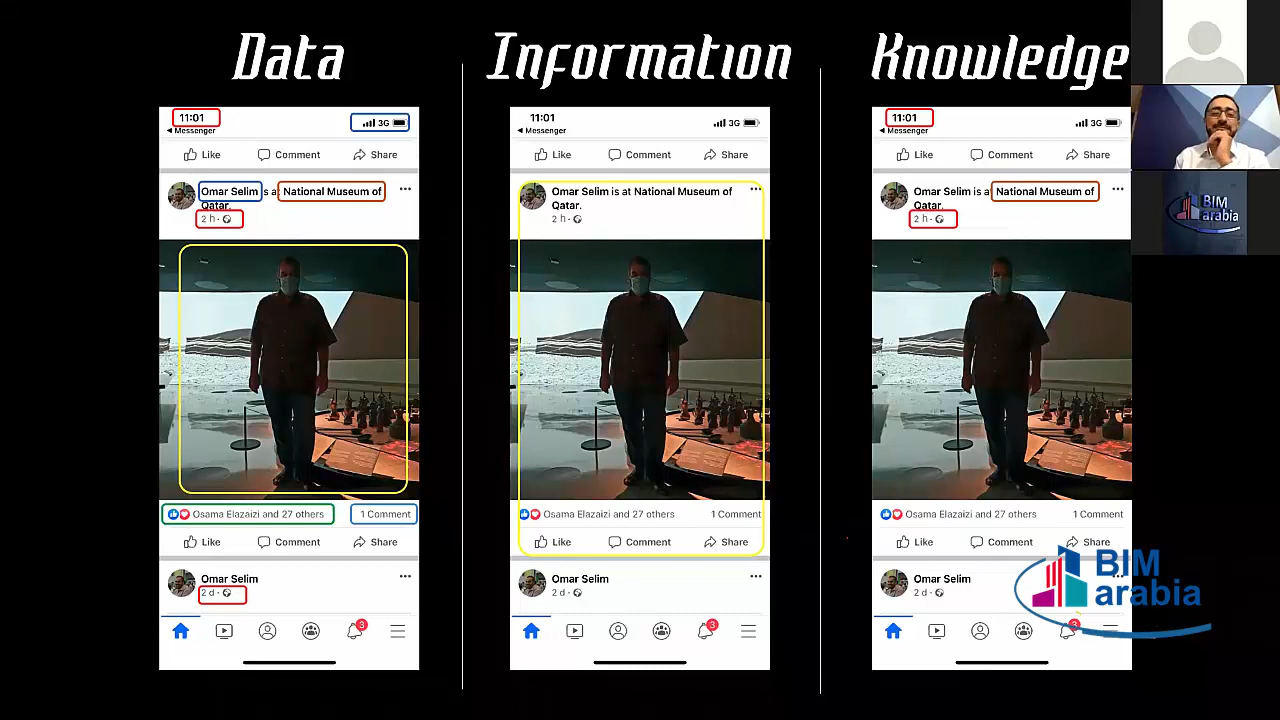 Data
Information
Knowledge
11:01
3G
Messenger
Like
Comment
Share
Omar Selim is at National Museum of
Qatar.
2 h
Osama Elazaizi and 27 others
1 Comment
Like
Comment
Share
Omar Selim
2 d
3
11:01
3G
Messenger
Like
Comment
Share
Omar Selim is at National Museum of
Qatar.
2 h
Osama Elazaizi and 27 others
1 Comment
Like
Comment
Share
Omar Selim
2 d
3
11:01
3G
Messenger
Like
Comment
Share
Omar Selim is at National Museum of
Qatar.
2 h
Osama Elazaizi and 27 others
1 Comment
Like
Comment
Share
Omar Selim
2 d
3
BIM
arabia
BIM
arabia